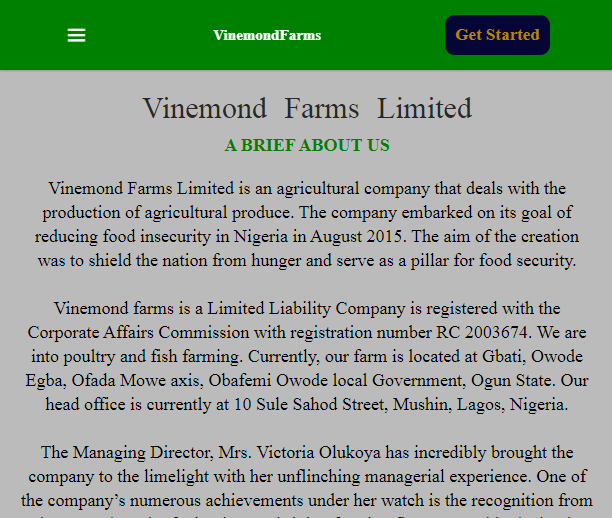 VinemondFarms
Get Started
Vinemond Farms Limited
A BRIEF ABOUT US
Vinemond Farms Limited is an agricultural company that deals with the
production of agricultural produce. The company embarked on its goal of
reducing food insecurity in Nigeria in August 2015. The aim of the creation
was to shield the nation from hunger and serve as a pillar for food security.
Vinemond farms is a Limited Liability Company is registered with the
Corporate Affairs Commission with registration number RC 2003674. We are
into poultry and fish farming. Currently, our farm is located at Gbati, Owode
Egba, Ofada Mowe axis, Obafemi Owode local Government, Ogun State. Our
head office is currently at 10 Sule Sahod Street, Mushin, Lagos, Nigeria.
The Managing Director, Mrs. Victoria Olukoya has incredibly brought the
company to the limelight with her unflinching managerial experience. One of
the company’s numerous achievements under her watch is the recognition from